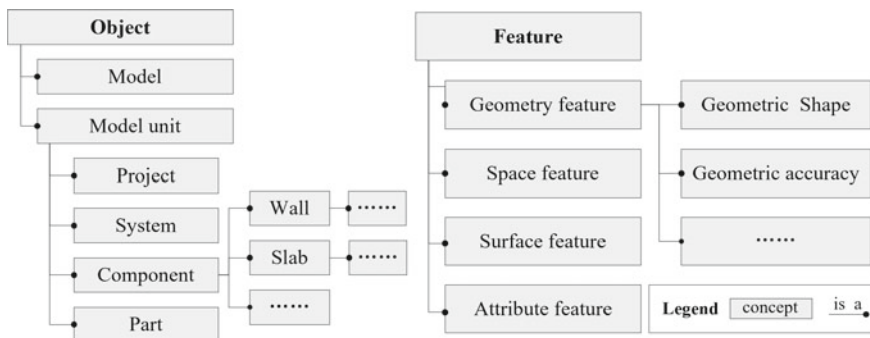 Object
Model
Model unit
Project
System
Component
Part
Wall
……
Slab
……
……
Feature
Geometry feature
Space feature
Surface feature
Attribute feature
Geometric Shape
Geometric accuracy
……
Legend concept is a